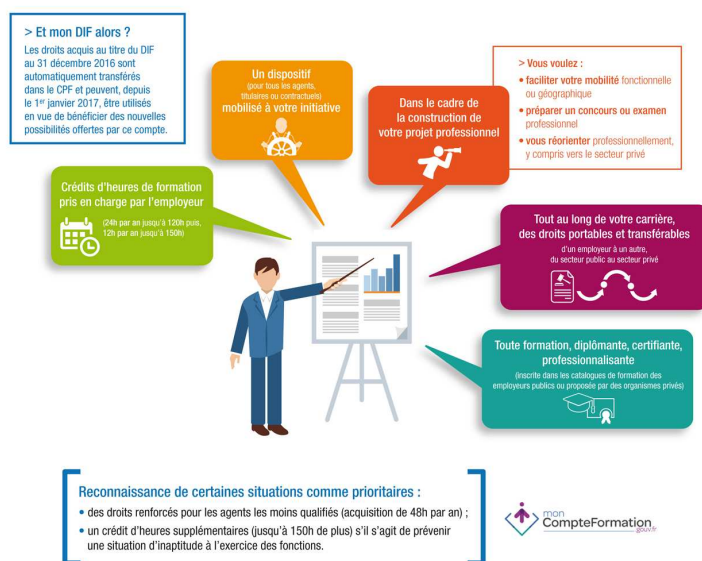 > Et mon DIF alors ?
Les droits acquis au titre du DIF
au 31 décembre 2016 sont
automatiquement transférés
dans le CPF et peuvent, depuis
le 1er janvier 2017, être utilisés
en vue de bénéficier des nouvelles
possibilités offertes par ce compte.
Un dispositif
(pour tous les agents,
titulaires ou contractuels)
mobilisé à votre initiative
Dans le cadre de
la construction de
votre projet professionnel
> Vous voulez :
• faciliter votre mobilité fonctionnelle
ou géographique
• préparer un concours ou examen
professionnel
• vous réorienter professionnellement,
y compris vers le secteur privé
Crédits d'heures de formation
pris en charge par l'employeur
(24h par an jusqu'à 120h puis,
12h par an jusqu'à 150h)
Tout au long de votre carrière,
des droits portables et transférables
d'un employeur à un autre,
du secteur public au secteur privé
Toute formation, diplômante, certifiante,
professionnalisante
(inscrite dans les catalogues de formation des
employeurs publics ou proposée par des organismes privés)
Reconnaissance de certaines situations comme prioritaires :
• des droits renforcés pour les agents les moins qualifiés (acquisition de 48h par an) ;
• un crédit d'heures supplémentaires (jusqu'à 150h de plus) s'il s'agit de prévenir
une situation d'inaptitude à l'exercice des fonctions.
mon
CompteFormation
.gouv.fr